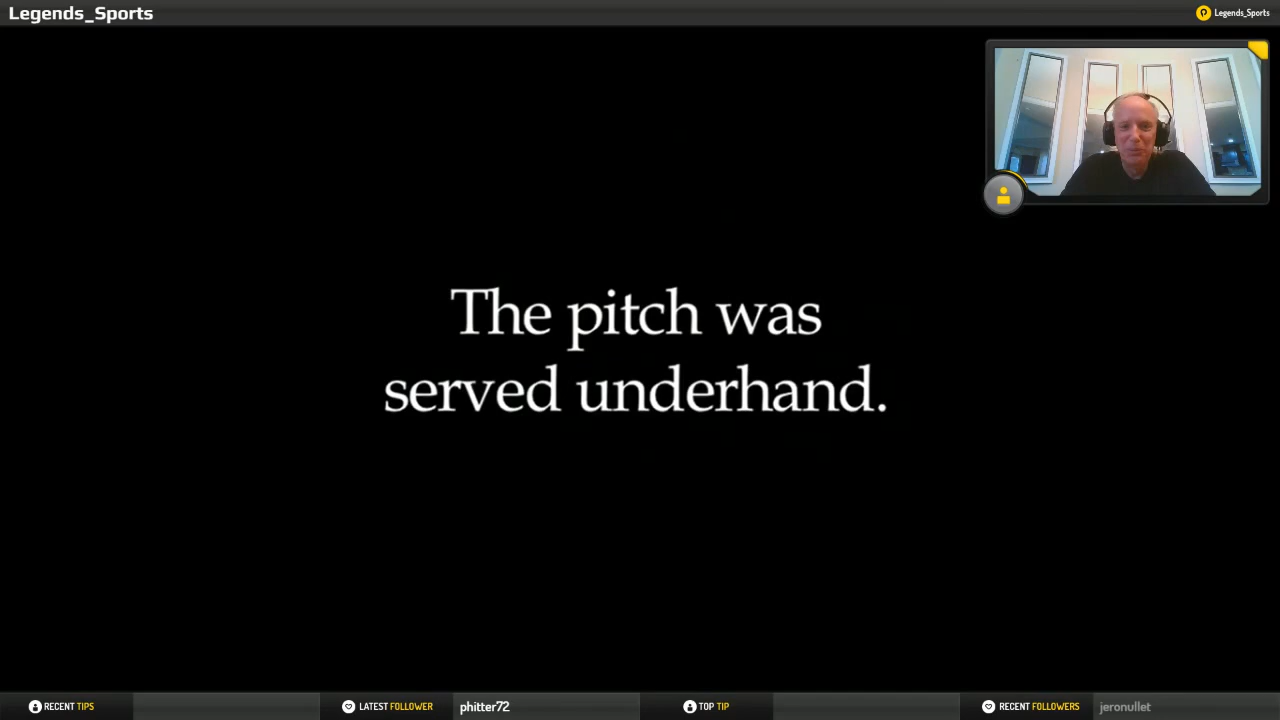 Legends_Sports
Legends_Sports
The pitch was
served underhand.
RECENT TIPS
LATEST FOLLOWER
phitter72
TOP TIP
RECENT FOLLOWERS
jeronullet